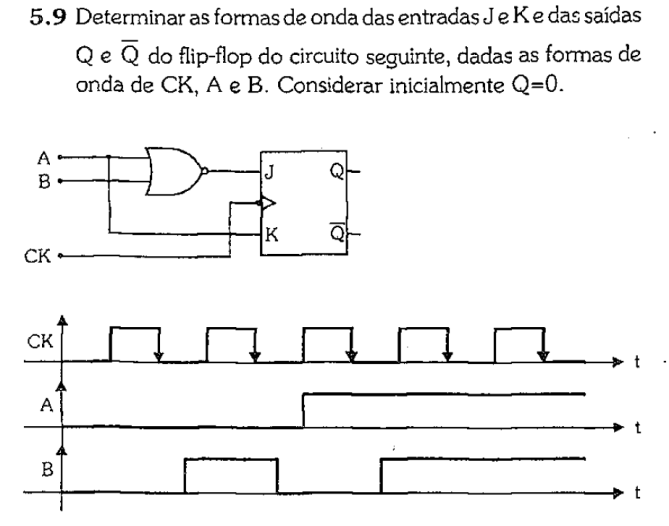 5.9 Determinar as formas de onda das entradas J e K e das saídas
Q e Q̅ do flip-flop do circuito seguinte, dadas as formas de
onda de CK, A e B. Considerar inicialmente Q=0.
A
B
J
Q
K
Q̅
CK
CK
t
A
t
B
t